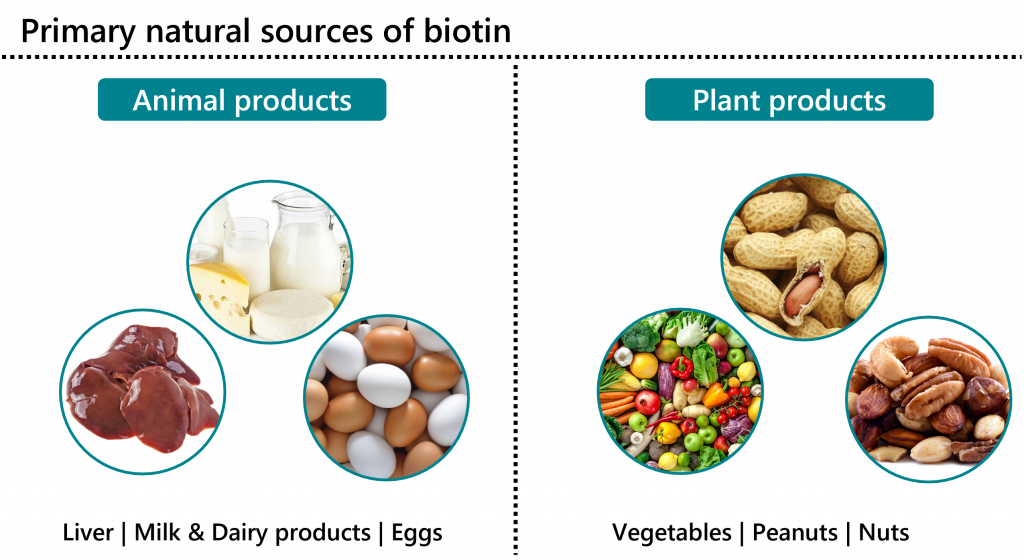 Primary natural sources of biotin
Animal products
Plant products
Liver | Milk & Dairy products | Eggs
Vegetables | Peanuts | Nuts